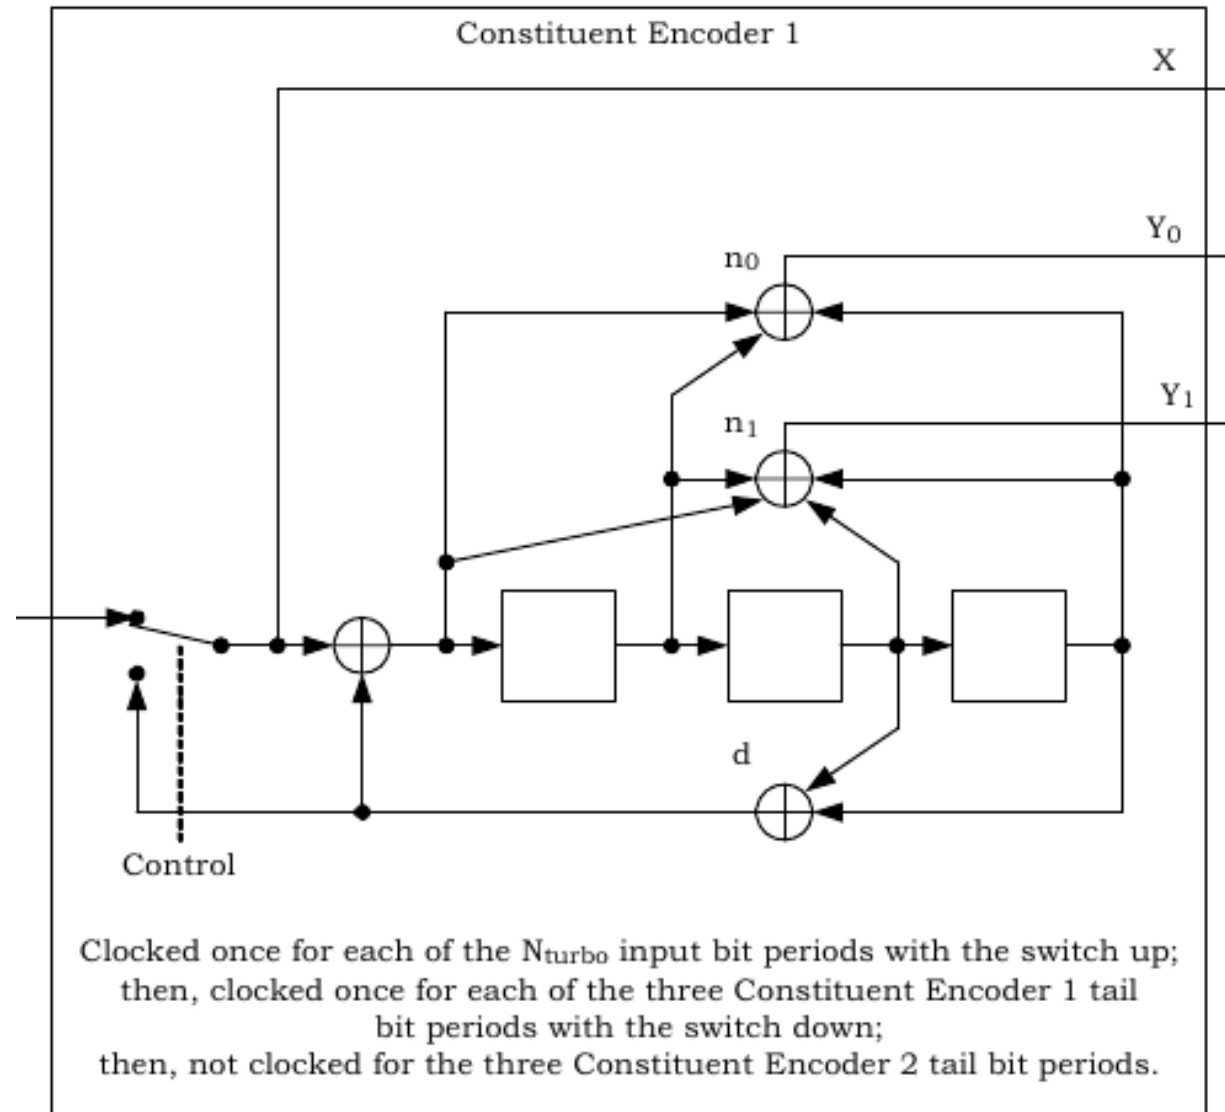 Constituent Encoder 1
X
Y₀
n₀
Y₁
n₁
d
Control
Clocked once for each of the Nₜᵤᵣbₒ input bit periods with the switch up;
then, clocked once for each of the three Constituent Encoder 1 tail
bit periods with the switch down;
then, not clocked for the three Constituent Encoder 2 tail bit periods.